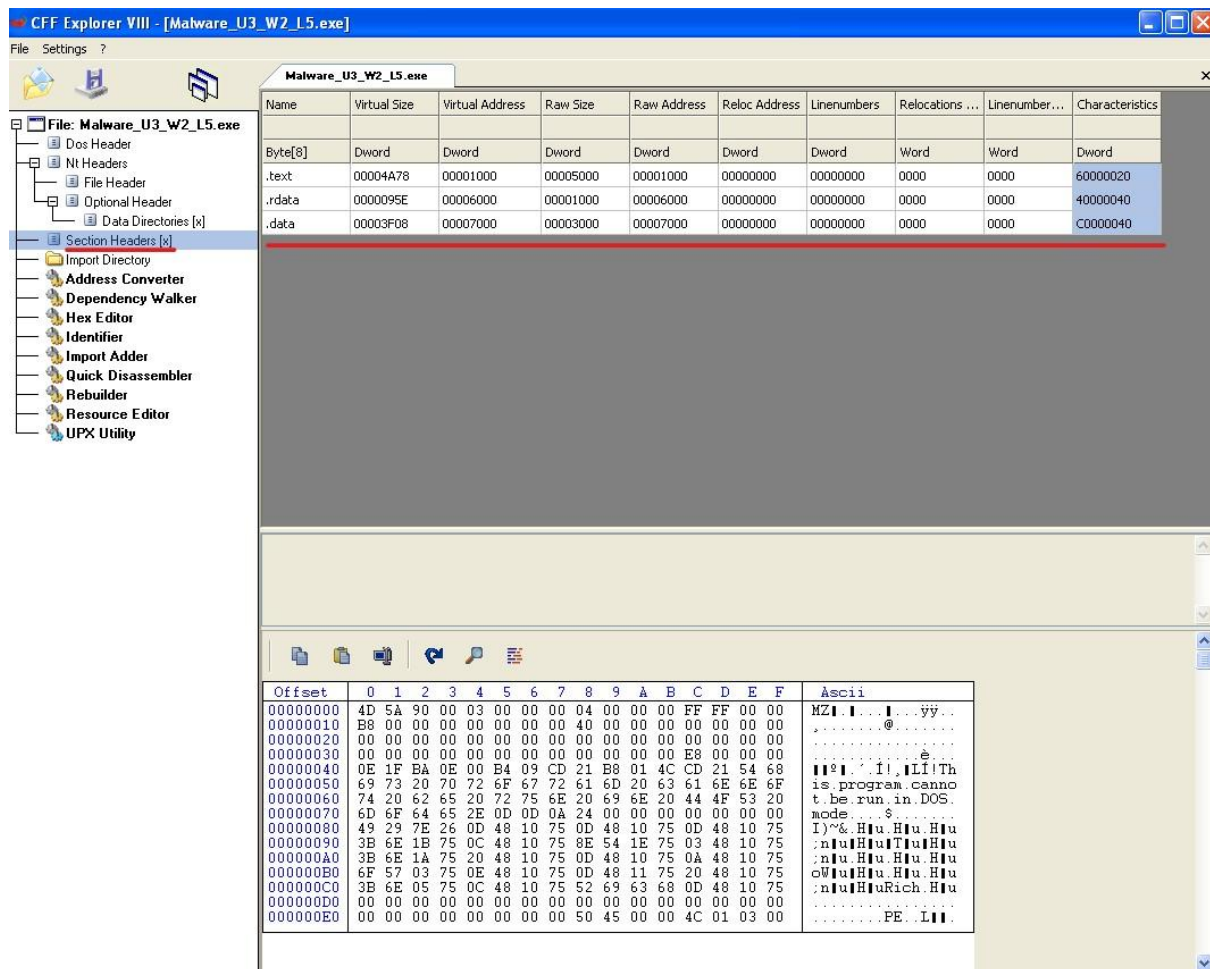 CFF Explorer VIII - [Malware_U3_W2_L5.exe]
File Settings ?
Malware_U3_W2_L5.exe
File: Malware_U3_W2_L5.exe
Dos Header
Nt Headers
File Header
Optional Header
Data Directories [x]
Section Headers [x]
Import Directory
Address Converter
Dependency Walker
Hex Editor
Identifier
Import Adder
Quick Disassembler
Rebuilder
Resource Editor
UPX Utility
Name Virtual Size Virtual Address Raw Size Raw Address Reloc Address Linenumbers Relocations ... Linenumber... Characteristics
Byte[8] Dword Dword Dword Dword Dword Dword Word Word Dword
.text 00004A78 00001000 00005000 00001000 00000000 00000000 0000 0000 60000020
.rdata 0000095E 00006000 00001000 00006000 00000000 00000000 0000 0000 40000040
.data 00003F08 00007000 00003000 00007000 00000000 00000000 0000 0000 C0000040
Offset 0 1 2 3 4 5 6 7 8 9 A B C D E F Ascii
00000000 4D 5A 90 00 03 00 00 00 04 00 00 00 FF FF 00 00 MZ▮.▮...▮...ÿÿ..
00000010 B8 00 00 00 00 00 00 00 40 00 00 00 00 00 00 00 ¸.......@.......
00000020 00 00 00 00 00 00 00 00 00 00 00 00 00 00 00 00 ................
00000030 00 00 00 00 00 00 00 00 00 00 00 00 E8 00 00 00 ............è...
00000040 0E 1F BA 0E 00 B4 09 CD 21 B8 01 4C CD 21 54 68 ▮▮º▮.´.Í!¸▮LÍ!Th
00000050 69 73 20 70 72 6F 67 72 61 6D 20 63 61 6E 6E 6F is.program.canno
00000060 74 20 62 65 20 72 75 6E 20 69 6E 20 44 4F 53 20 t.be.run.in.DOS.
00000070 6D 6F 64 65 2E 0D 0D 0A 24 00 00 00 00 00 00 00 mode....$.......
00000080 49 29 7E 26 0D 48 10 75 0D 48 10 75 0D 48 10 75 I)~&.H▮u.H▮u.H▮u
00000090 3B 6E 1B 75 0C 48 10 75 8E 54 1E 75 03 48 10 75 ;n▮u▮H▮u▮T▮u▮H▮u
000000A0 3B 6E 1A 75 20 48 10 75 0D 48 10 75 0A 48 10 75 ;n▮u.H▮u.H▮u.H▮u
000000B0 6F 57 03 75 0E 48 10 75 0D 48 11 75 20 48 10 75 oW▮u▮H▮u.H▮u.H▮u
000000C0 3B 6E 05 75 0C 48 10 75 52 69 63 68 0D 48 10 75 ;n▮u▮H▮uRich.H▮u
000000D0 00 00 00 00 00 00 00 00 00 00 00 00 00 00 00 00 ................
000000E0 00 00 00 00 00 00 00 00 50 45 00 00 4C 01 03 00 ........PE..L▮▮.